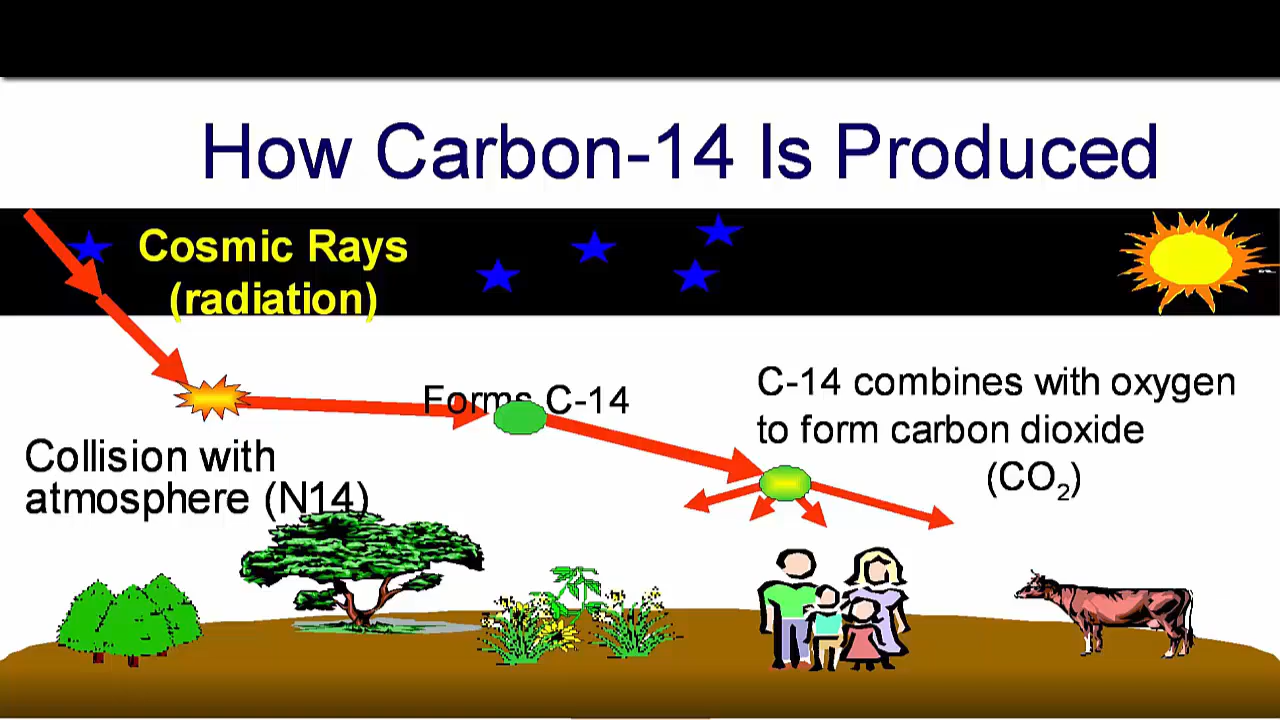 How Carbon-14 Is Produced
Cosmic Rays
(radiation)
Forms C-14
C-14 combines with oxygen
to form carbon dioxide
(CO₂)
Collision with
atmosphere (N14)